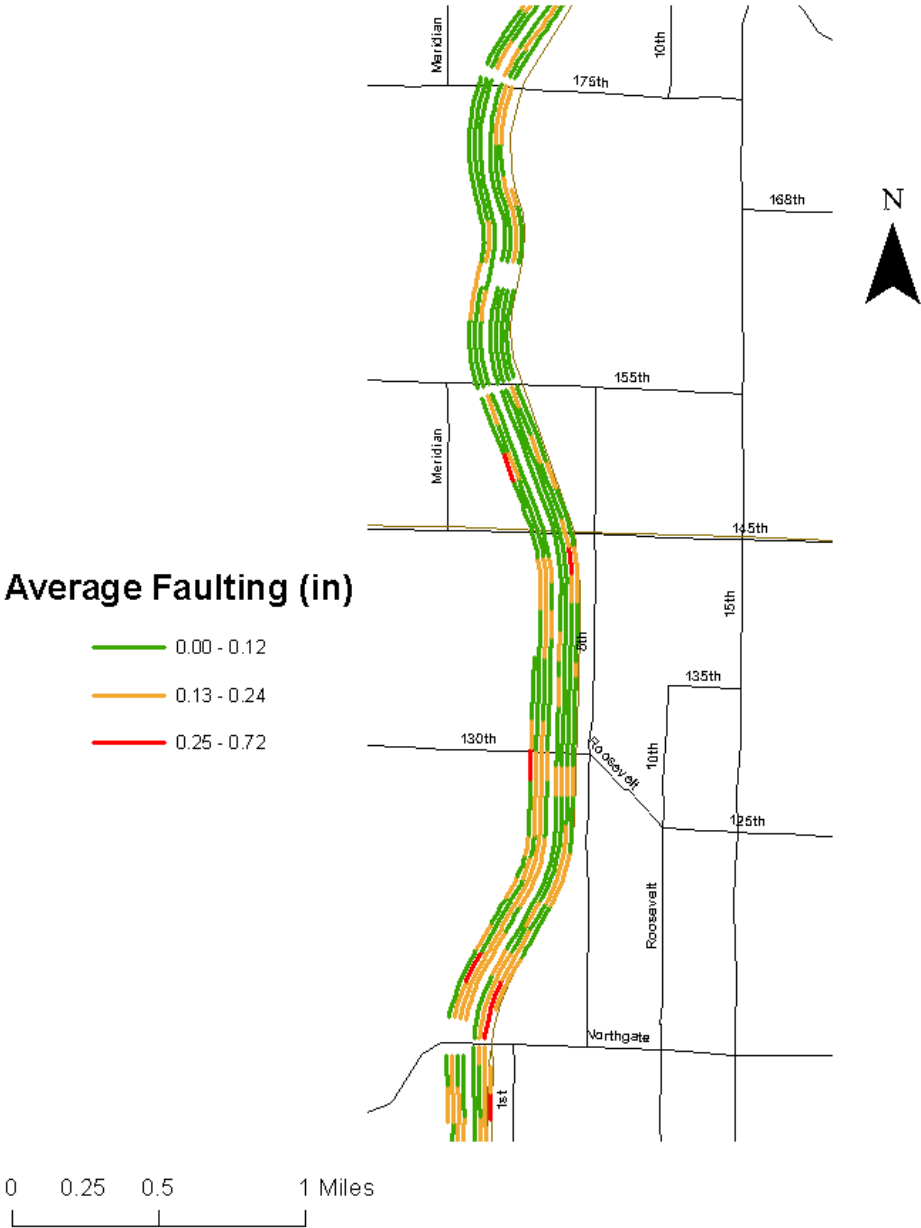 Meridian
10th
175th
168th
N
155th
Meridian
145th
Average Faulting (in)
0.00 - 0.12
0.13 - 0.24
0.25 - 0.72
15th
5th
135th
130th
Roosevelt
10th
125th
Roosevelt
Northgate
1st
0 0.25 0.5 1 Miles